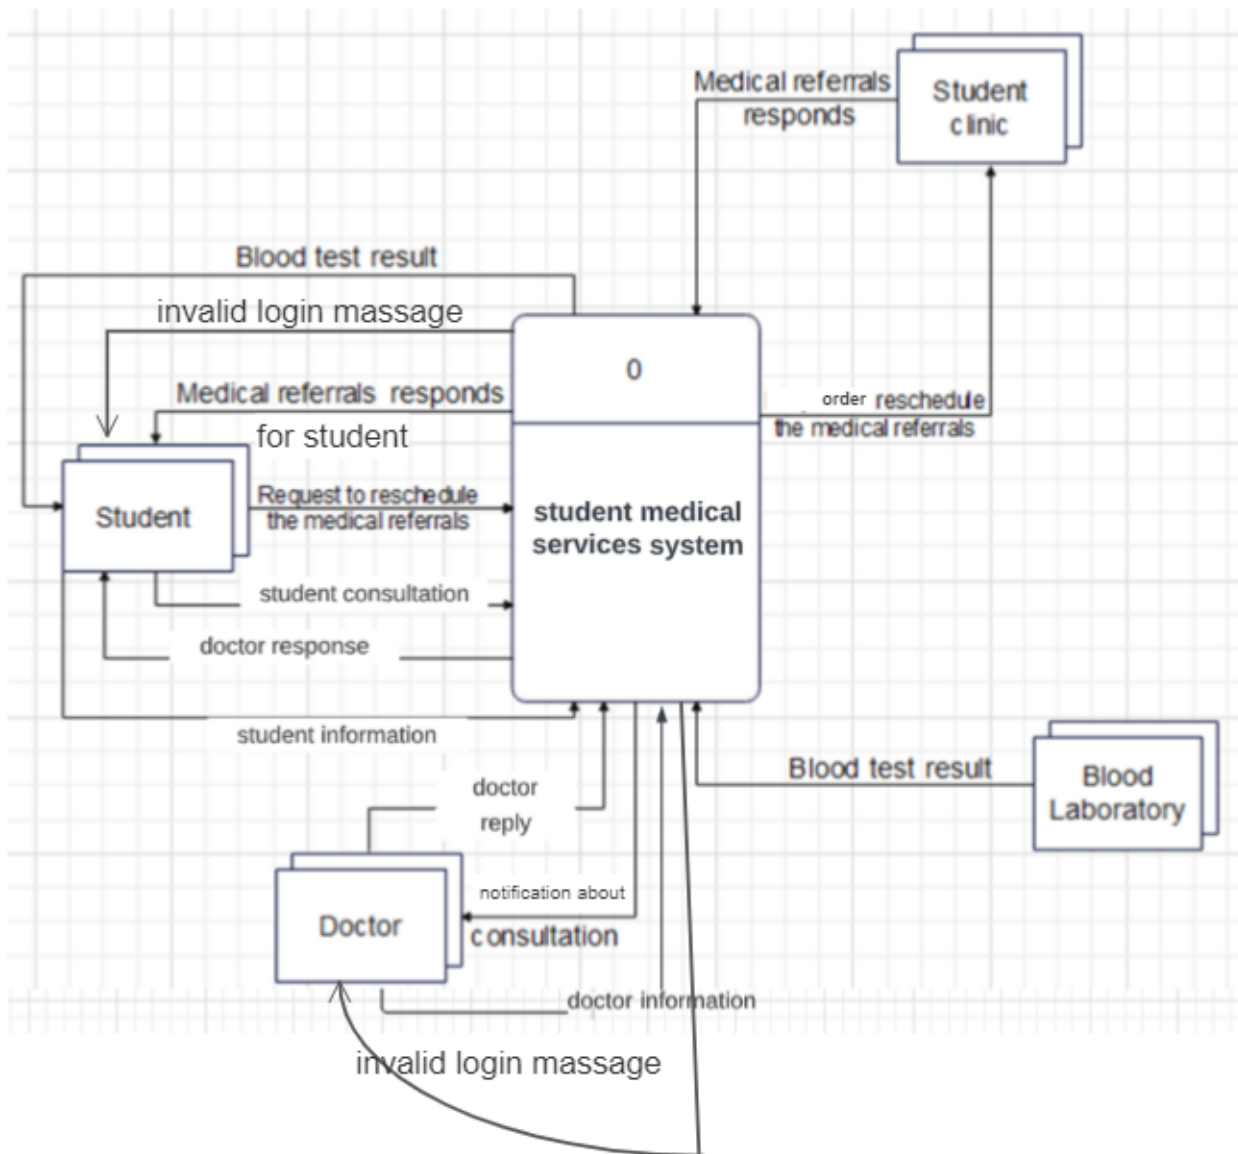 Medical referrals
responds
Student
clinic
Blood test result
invalid login massage
0
Medical referrals responds
for student
order reschedule
the medical referrals
Student
Request to reschedule
the medical referrals
student medical
services system
student consultation
doctor response
student information
Blood test result
Blood
Laboratory
doctor
reply
notification about
consultation
Doctor
doctor information
invalid login massage